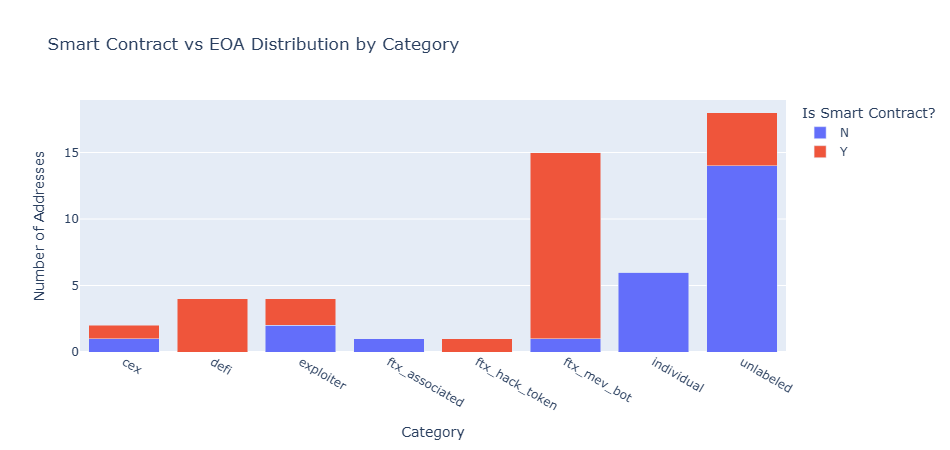 Smart Contract vs EOA Distribution by Category
Is Smart Contract?
N
Y
Number of Addresses
15
10
5
0
cex
defi
exploiter
ftx_associated
ftx_hack_token
ftx_mev_bot
individual
unlabeled
Category